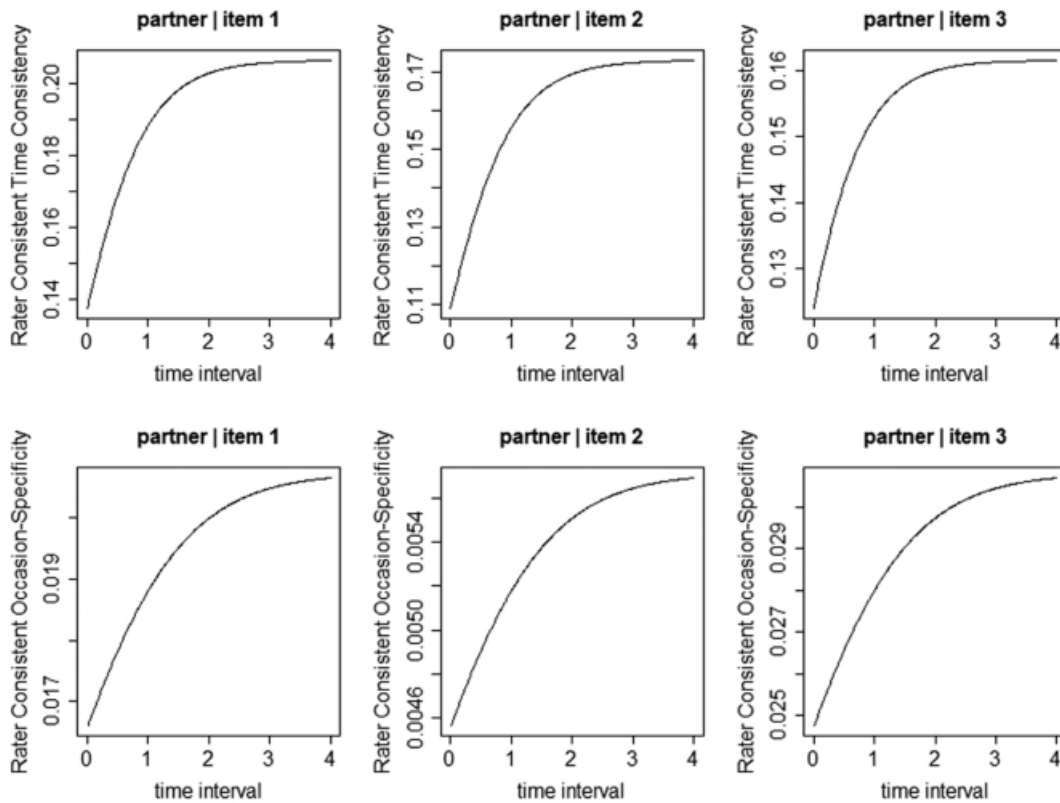 partner | item 1
Rater Consistent Time Consistency
0.20
0.18
0.16
0.14
0 1 2 3 4
time interval
partner | item 2
Rater Consistent Time Consistency
0.17
0.15
0.13
0.11
0 1 2 3 4
time interval
partner | item 3
Rater Consistent Time Consistency
0.16
0.15
0.14
0.13
0 1 2 3 4
time interval
partner | item 1
Rater Consistent Occasion-Specificity
0.019
0.017
0 1 2 3 4
time interval
partner | item 2
Rater Consistent Occasion-Specificity
0.0054
0.0050
0.0046
0 1 2 3 4
time interval
partner | item 3
Rater Consistent Occasion-Specificity
0.029
0.027
0.025
0 1 2 3 4
time interval